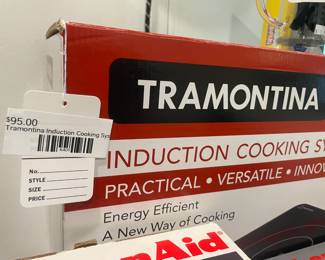 $95.00
Tramontina Induction Cooking Sys
No.
STYLE
SIZE
PRICE
TRAMONTINA
INDUCTION COOKING SY
PRACTICAL • VERSATILE • INNOV
Energy Efficient
A New Way of Cooking
nAid